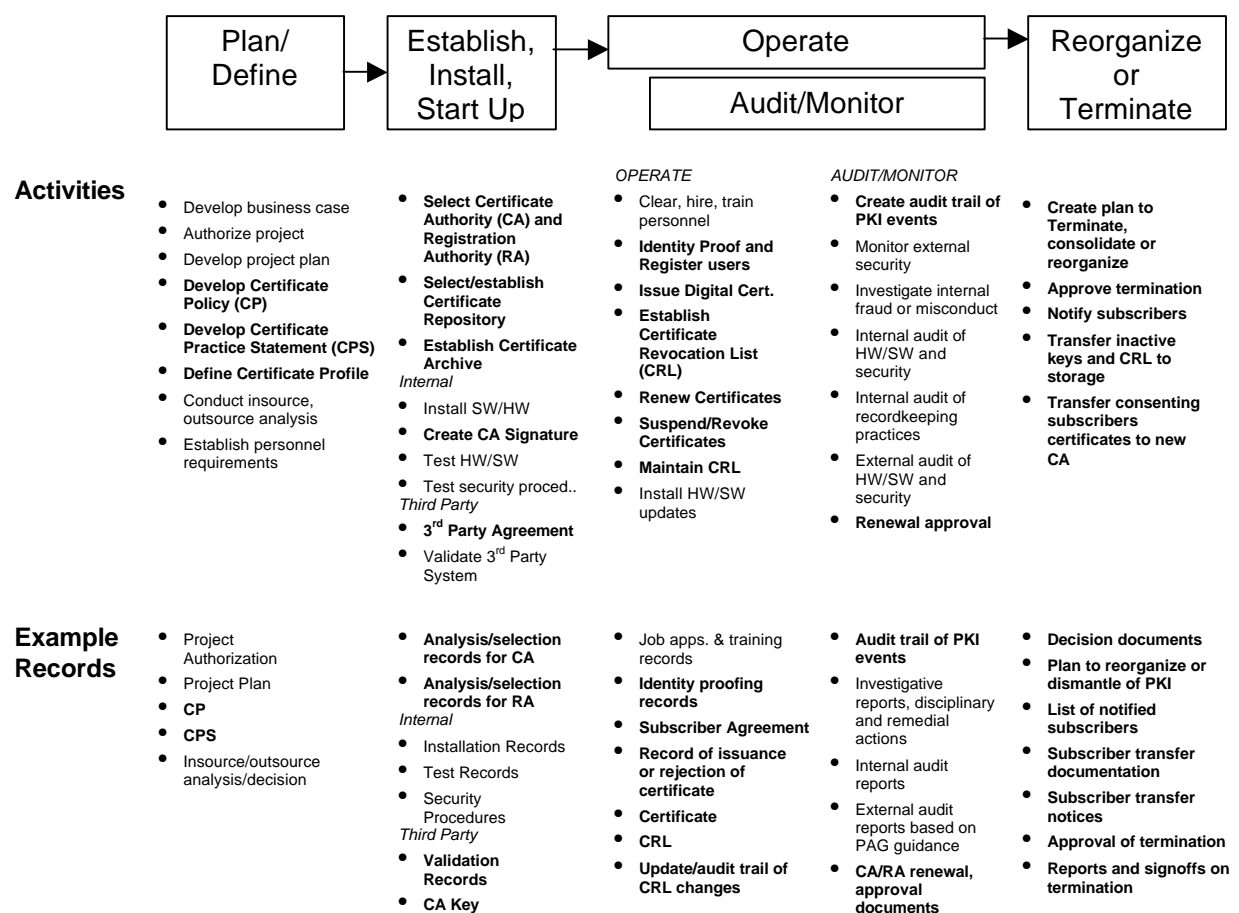 Plan/
Define
Establish,
Install,
Start Up
Operate
Audit/Monitor
Reorganize
or
Terminate
Activities
• Develop business case
• Authorize project
• Develop project plan
• Develop Certificate
Policy (CP)
• Develop Certificate
Practice Statement (CPS)
• Define Certificate Profile
• Conduct insource,
outsource analysis
• Establish personnel
requirements
• Select Certificate
Authority (CA) and
Registration
Authority (RA)
• Select/establish
Certificate
Repository
• Establish Certificate
Archive
Internal
• Install SW/HW
• Create CA Signature
• Test HW/SW
• Test security proced..
Third Party
• 3rd Party Agreement
• Validate 3rd Party
System
OPERATE
• Clear, hire, train
personnel
• Identity Proof and
Register users
• Issue Digital Cert.
• Establish
Certificate
Revocation List
(CRL)
• Renew Certificates
• Suspend/Revoke
Certificates
• Maintain CRL
• Install HW/SW
updates
AUDIT/MONITOR
• Create audit trail of
PKI events
• Monitor external
security
• Investigate internal
fraud or misconduct
• Internal audit of
HW/SW and
security
• Internal audit of
recordkeeping
practices
• External audit of
HW/SW and
security
• Renewal approval
• Create plan to
Terminate,
consolidate or
reorganize
• Approve termination
• Notify subscribers
• Transfer inactive
keys and CRL to
storage
• Transfer consenting
subscribers
certificates to new
CA
Example
Records
• Project
Authorization
• Project Plan
• CP
• CPS
• Insource/outsource
analysis/decision
• Analysis/selection
records for CA
• Analysis/selection
records for RA
Internal
• Installation Records
• Test Records
• Security
Procedures
Third Party
• Validation
Records
• CA Key
• Job apps. & training
records
• Identity proofing
records
• Subscriber Agreement
• Record of issuance
or rejection of
certificate
• Certificate
• CRL
• Update/audit trail of
CRL changes
• Audit trail of PKI
events
• Investigative
reports, disciplinary
and remedial
actions
• Internal audit
reports
• External audit
reports based on
PAG guidance
• CA/RA renewal,
approval
documents
• Decision documents
• Plan to reorganize or
dismantle of PKI
• List of notified
subscribers
• Subscriber transfer
documentation
• Subscriber transfer
notices
• Approval of termination
• Reports and signoffs on
termination